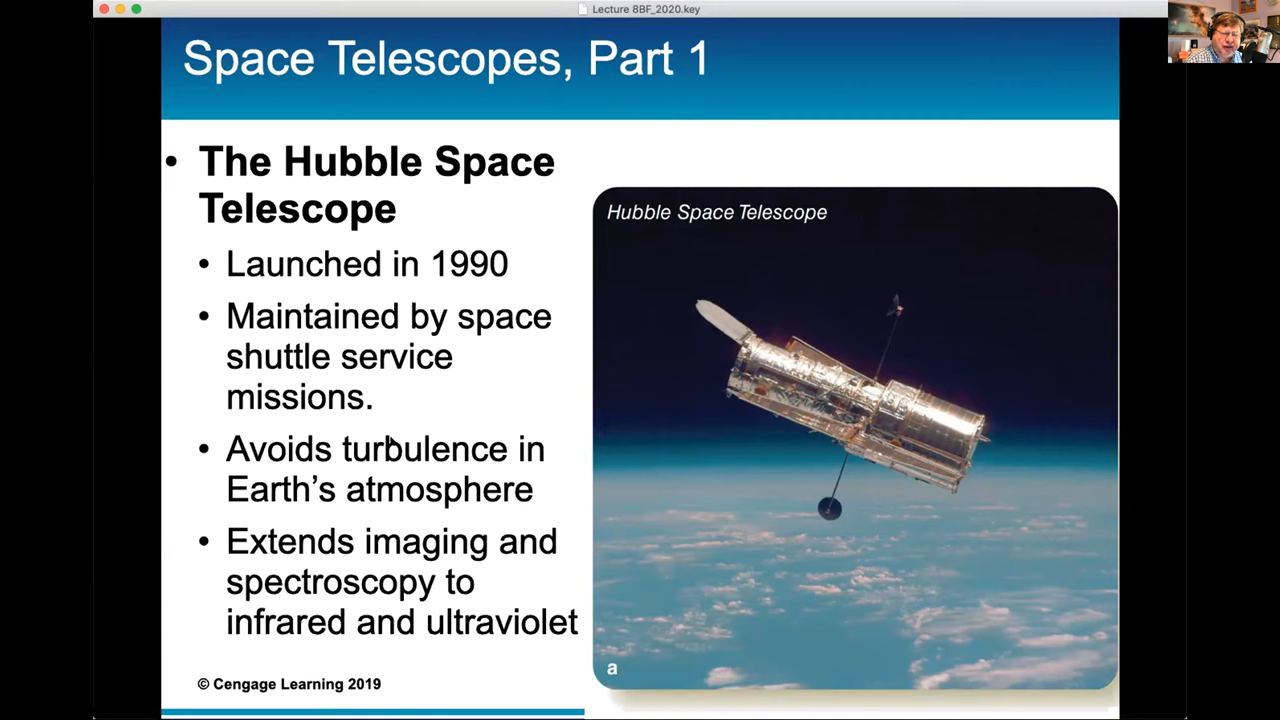 Lecture 8BF_2020.key
Space Telescopes, Part 1
• The Hubble Space
Telescope
• Launched in 1990
• Maintained by space
shuttle service
missions.
• Avoids turbulence in
Earth’s atmosphere
• Extends imaging and
spectroscopy to
infrared and ultraviolet
© Cengage Learning 2019
Hubble Space Telescope
a